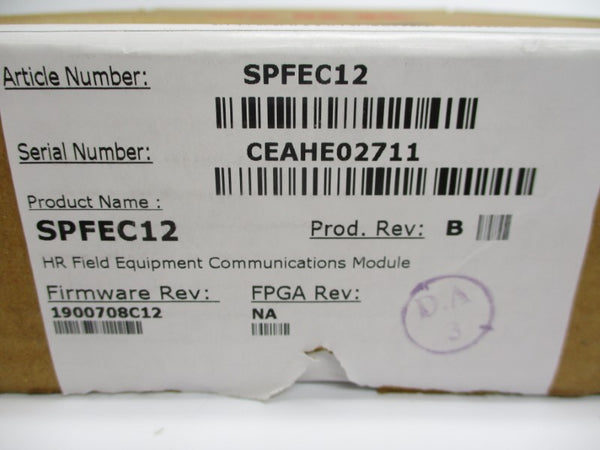 Article Number: SPFEC12
Serial Number: CEAHE02711
Product Name :
SPFEC12 Prod. Rev: B
HR Field Equipment Communications Module
Firmware Rev: FPGA Rev:
1900708C12 NA
D.A
3